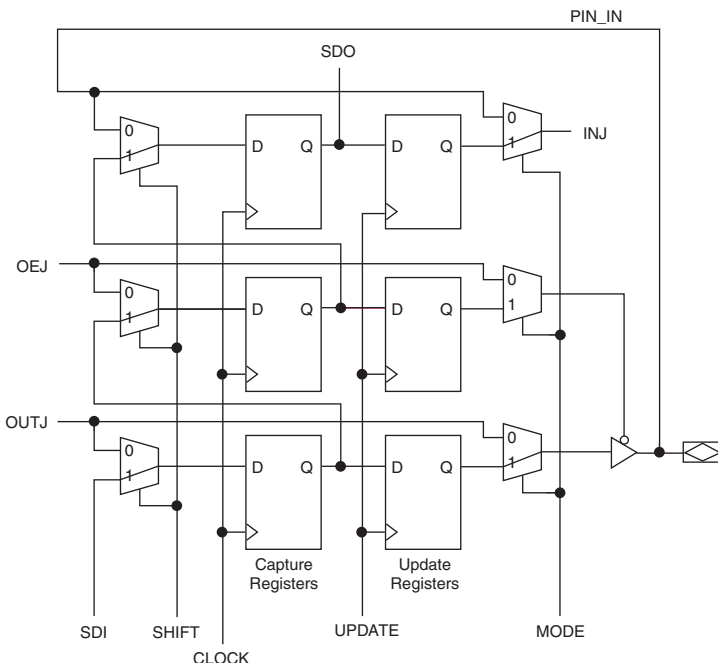 PIN_IN
SDO
0
0
1
D Q
D Q
1
INJ
OEJ
0
0
1
D Q
D Q
1
OUTJ
0
0
1
D Q
D Q
1
Capture
Registers
Update
Registers
SDI
SHIFT
CLOCK
UPDATE
MODE